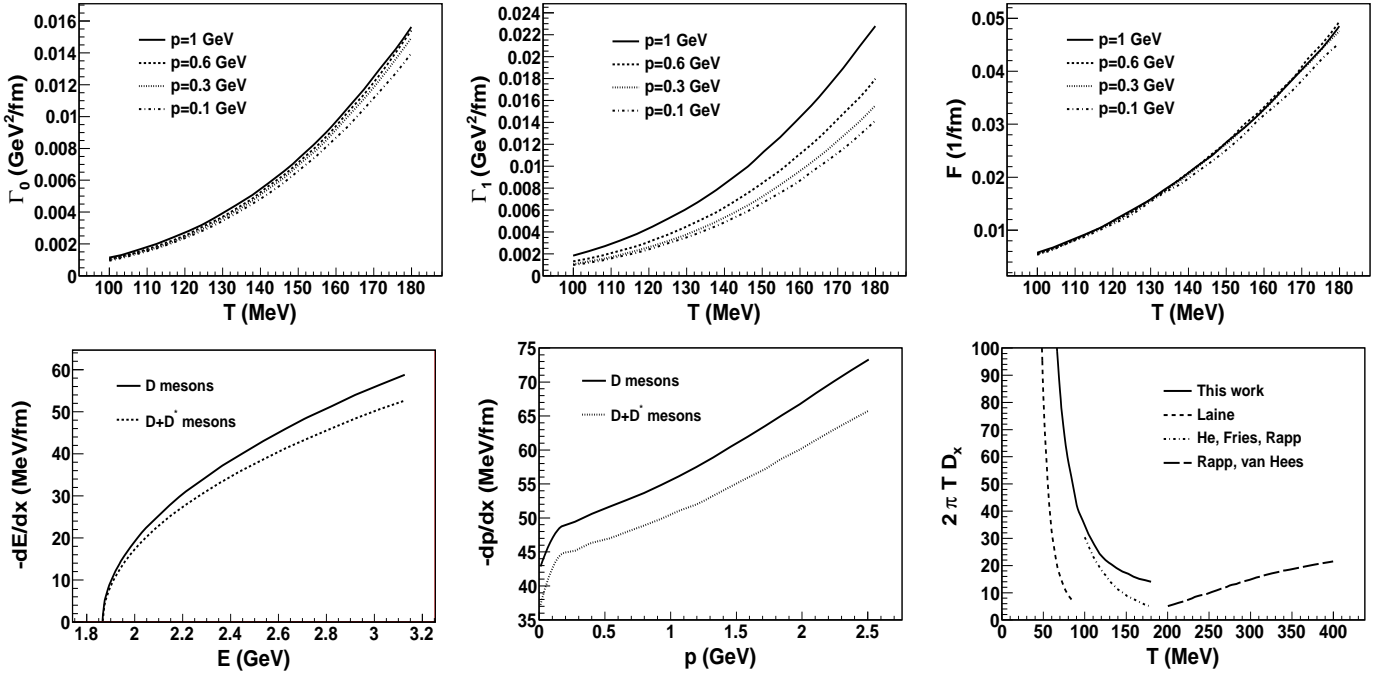 0.016
0.014
0.012
0.01
0.008
0.006
0.004
0.002
0
Γ₀ (GeV²/fm)
p=1 GeV
p=0.6 GeV
p=0.3 GeV
p=0.1 GeV
100 110 120 130 140 150 160 170 180
T (MeV)
0.024
0.022
0.02
0.018
0.016
0.014
0.012
0.01
0.008
0.006
0.004
0.002
0
Γ₁ (GeV²/fm)
p=1 GeV
p=0.6 GeV
p=0.3 GeV
p=0.1 GeV
100 110 120 130 140 150 160 170 180
T (MeV)
0.05
0.04
0.03
0.02
0.01
F (1/fm)
p=1 GeV
p=0.6 GeV
p=0.3 GeV
p=0.1 GeV
100 110 120 130 140 150 160 170 180
T (MeV)
60
50
40
30
20
10
0
-dE/dx (MeV/fm)
D mesons
D+D* mesons
1.8 2 2.2 2.4 2.6 2.8 3 3.2
E (GeV)
75
70
65
60
55
50
45
40
35
-dp/dx (MeV/fm)
D mesons
D+D* mesons
0 0.5 1 1.5 2 2.5
p (GeV)
100
90
80
70
60
50
40
30
20
10
0
2 π T Dₓ
This work
Laine
He, Fries, Rapp
Rapp, van Hees
0 50 100 150 200 250 300 350 400
T (MeV)